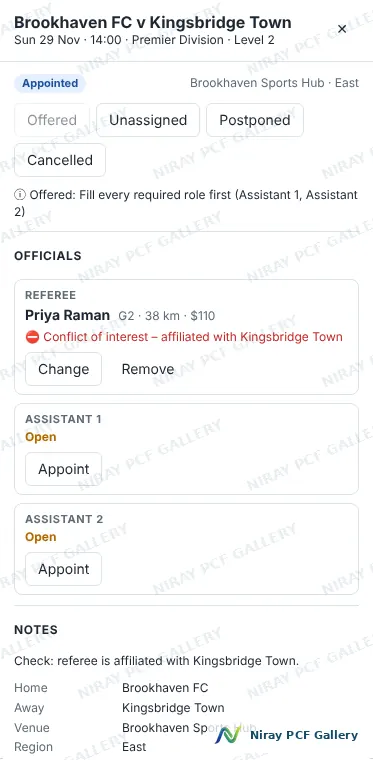 Brookhaven FC v Kingsbridge Town
Sun 29 Nov · 14:00 · Premier Division · Level 2
×
Appointed
Brookhaven Sports Hub · East
Offered
Unassigned
Postponed
Cancelled
ⓘ Offered: Fill every required role first (Assistant 1, Assistant
2)
OFFICIALS
REFEREE
Priya Raman G2 · 38 km · $110
⛔ Conflict of interest – affiliated with Kingsbridge Town
Change
Remove
ASSISTANT 1
Open
Appoint
ASSISTANT 2
Open
Appoint
NOTES
Check: referee is affiliated with Kingsbridge Town.
Home Brookhaven FC
Away Kingsbridge Town
Venue Brookhaven Sports Hub
Region East
Niray PCF Gallery
NIRAY PCF GALLERY